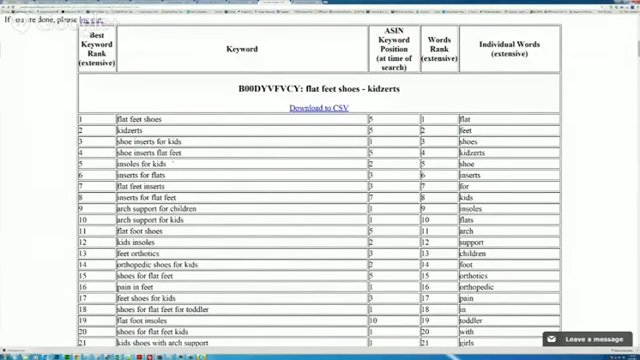 If you are done, please log out.
Best Keyword Rank (extensive) Keyword ASIN Keyword Position (at time of search) Words Rank (extensive) Individual Words (extensive)
B00DYVFVCY: flat feet shoes - kidzerts
Download to CSV
1 flat feet shoes 5 1 flat
2 kidzerts 5 2 feet
3 shoe inserts for kids 1 3 shoes
4 shoe inserts flat feet 5 4 kidzerts
5 insoles for kids 2 5 shoe
6 inserts for flats 3 6 inserts
7 flat feet inserts 3 7 for
8 inserts for flat feet 7 8 kids
9 arch support for children 1 9 insoles
10 arch support for kids 1 10 flats
11 flat foot shoes 5 11 arch
12 kids insoles 2 12 support
13 feet orthotics 3 13 children
14 orthopedic shoes for kids 2 14 foot
15 shoes for flat feet 5 15 orthotics
16 pain in feet 1 16 orthopedic
17 feet shoes for kids 3 17 pain
18 shoes for flat feet for toddler 1 18 in
19 flat foot insoles 10 19 toddler
20 shoes for flat feet kids 1 20 with
21 kids shoes with arch support 1 21 girls
Leave a message